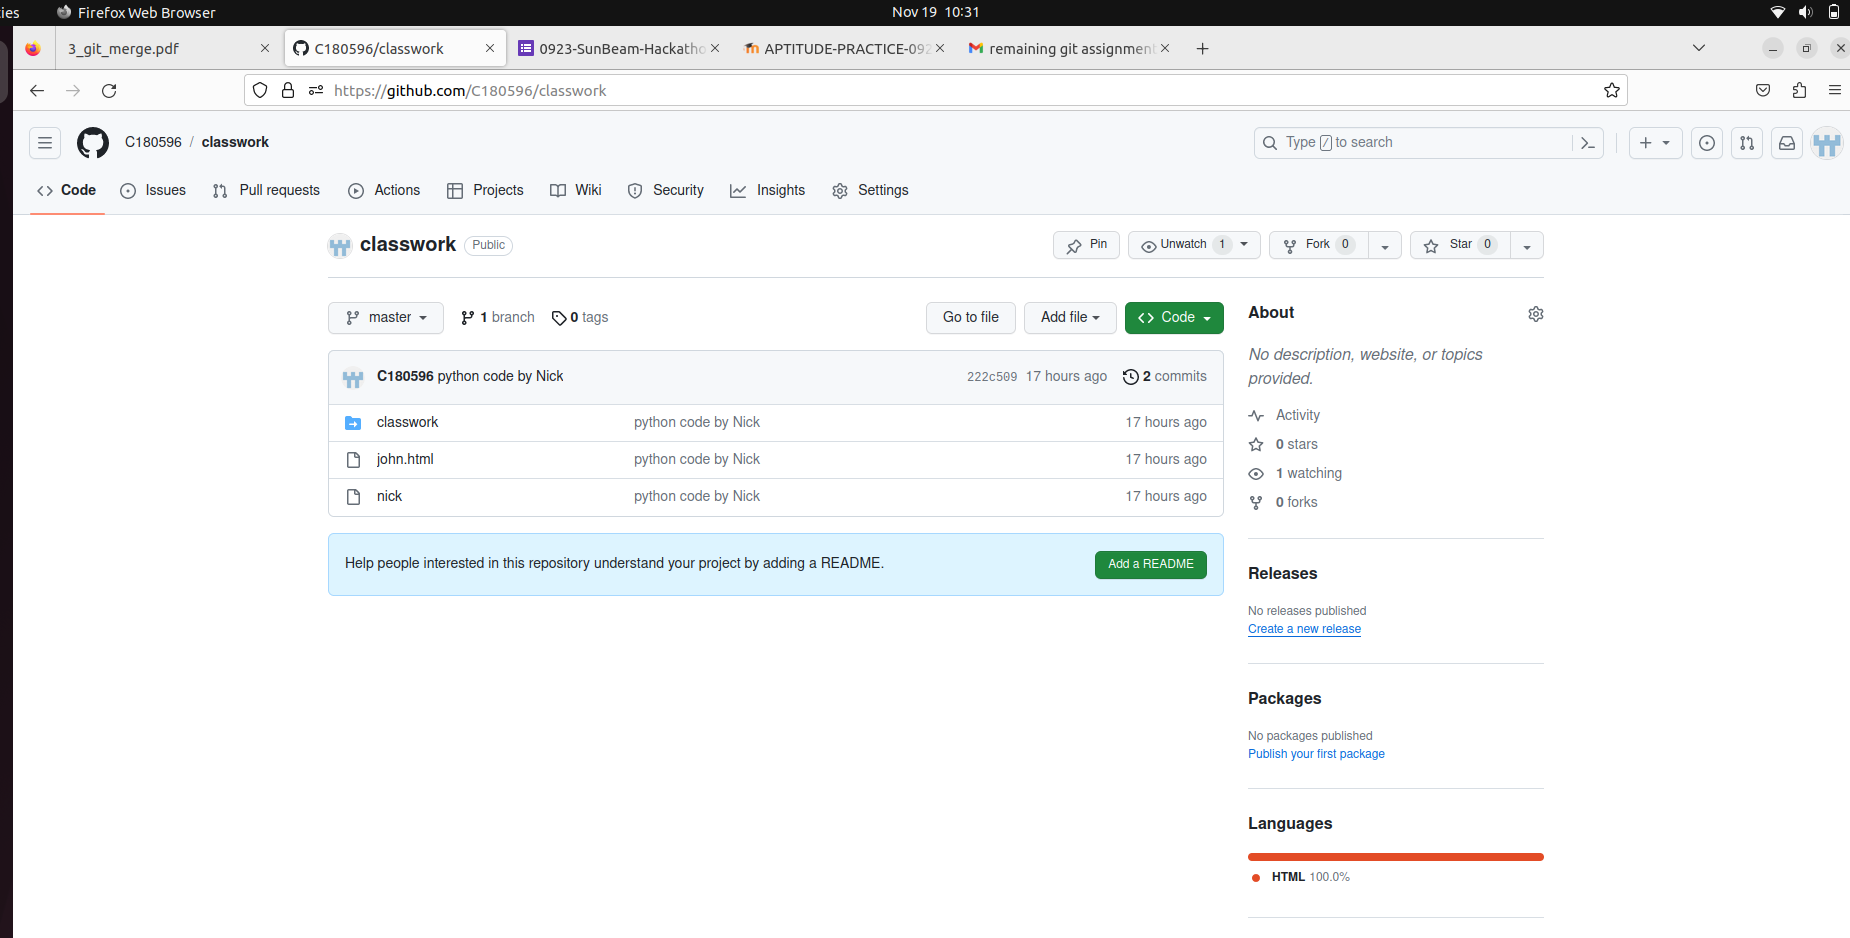 ies Firefox Web Browser Nov 19 10:31
3_git_merge.pdf C180596/classwork 0923-SunBeam-Hackatho APTITUDE-PRACTICE-092 remaining git assignment
https://github.com/C180596/classwork
C180596 / classwork Type / to search
Code Issues Pull requests Actions Projects Wiki Security Insights Settings
classwork Public Pin Unwatch 1 Fork 0 Star 0
master 1 branch 0 tags Go to file Add file Code
C180596 python code by Nick 222c509 17 hours ago 2 commits
classwork python code by Nick 17 hours ago
john.html python code by Nick 17 hours ago
nick python code by Nick 17 hours ago
Help people interested in this repository understand your project by adding a README. Add a README
About
No description, website, or topics
provided.
Activity
0 stars
1 watching
0 forks
Releases
No releases published
Create a new release
Packages
No packages published
Publish your first package
Languages
HTML 100.0%